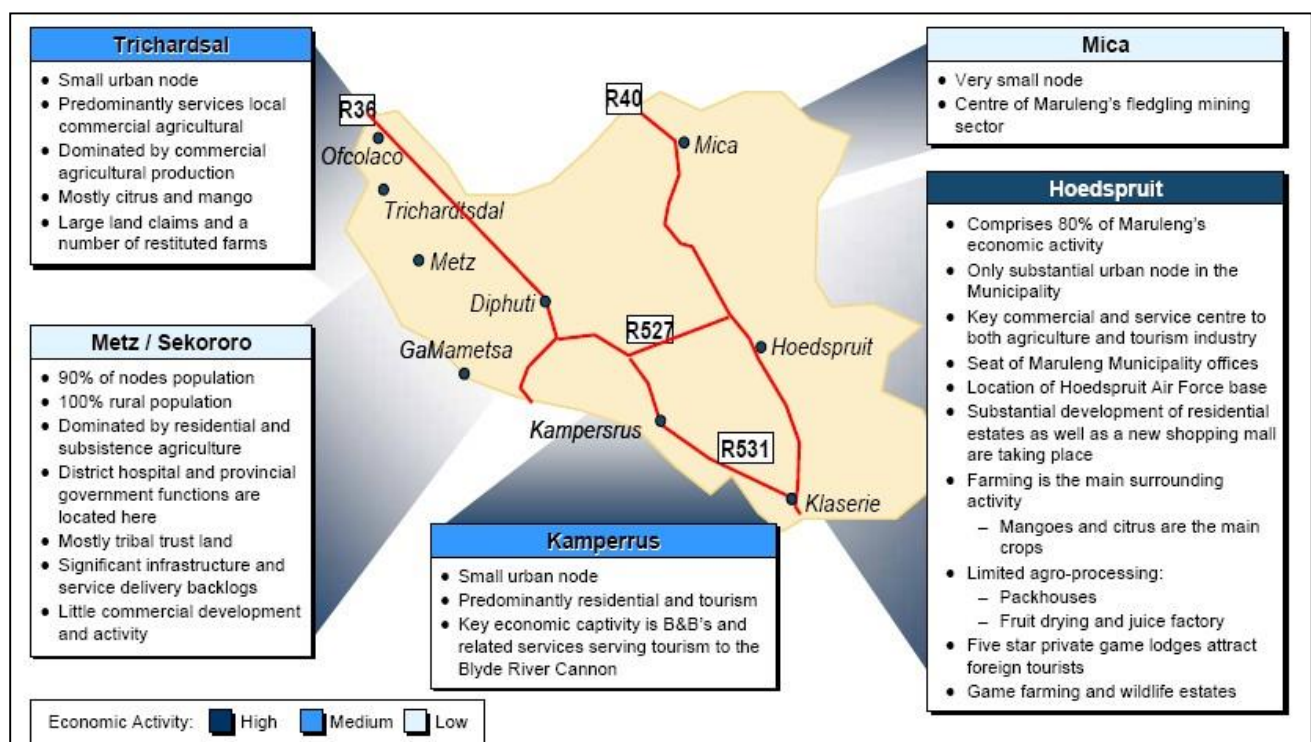 Trichardsal
● Small urban node
● Predominantly services local
commercial agricultural
● Dominated by commercial
agricultural production
● Mostly citrus and mango
● Large land claims and a
number of restituted farms
Metz / Sekororo
● 90% of nodes population
● 100% rural population
● Dominated by residential and
subsistence agriculture
● District hospital and provincial
government functions are
located here
● Mostly tribal trust land
● Significant infrastructure and
service delivery backlogs
● Little commercial development
and activity
R36
Ofcolaco
Trichardtsdal
Metz
Diphuti
GaMametsa
R40
Mica
R527
Hoedspruit
Kampersrus
R531
Klaserie
Kamperrus
● Small urban node
● Predominantly residential and tourism
● Key economic captivity is B&B's and
related services serving tourism to the
Blyde River Cannon
Mica
● Very small node
● Centre of Maruleng's fledgling mining
sector
Hoedspruit
● Comprises 80% of Maruleng's
economic activity
● Only substantial urban node in the
Municipality
● Key commercial and service centre to
both agriculture and tourism industry
● Seat of Maruleng Municipality offices
● Location of Hoedspruit Air Force base
● Substantial development of residential
estates as well as a new shopping mall
are taking place
● Farming is the main surrounding
activity
– Mangoes and citrus are the main
crops
● Limited agro-processing:
– Packhouses
– Fruit drying and juice factory
● Five star private game lodges attract
foreign tourists
● Game farming and wildlife estates
Economic Activity: High Medium Low